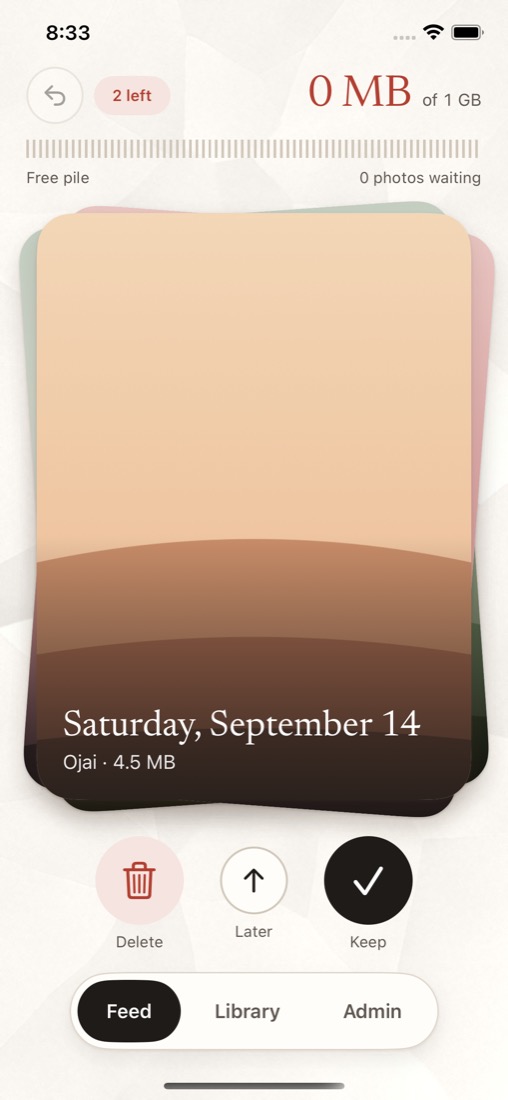 8:33
2 left
0 MB of 1 GB
Free pile
0 photos waiting
Saturday, September 14
Ojai · 4.5 MB
Delete
Later
Keep
Feed
Library
Admin